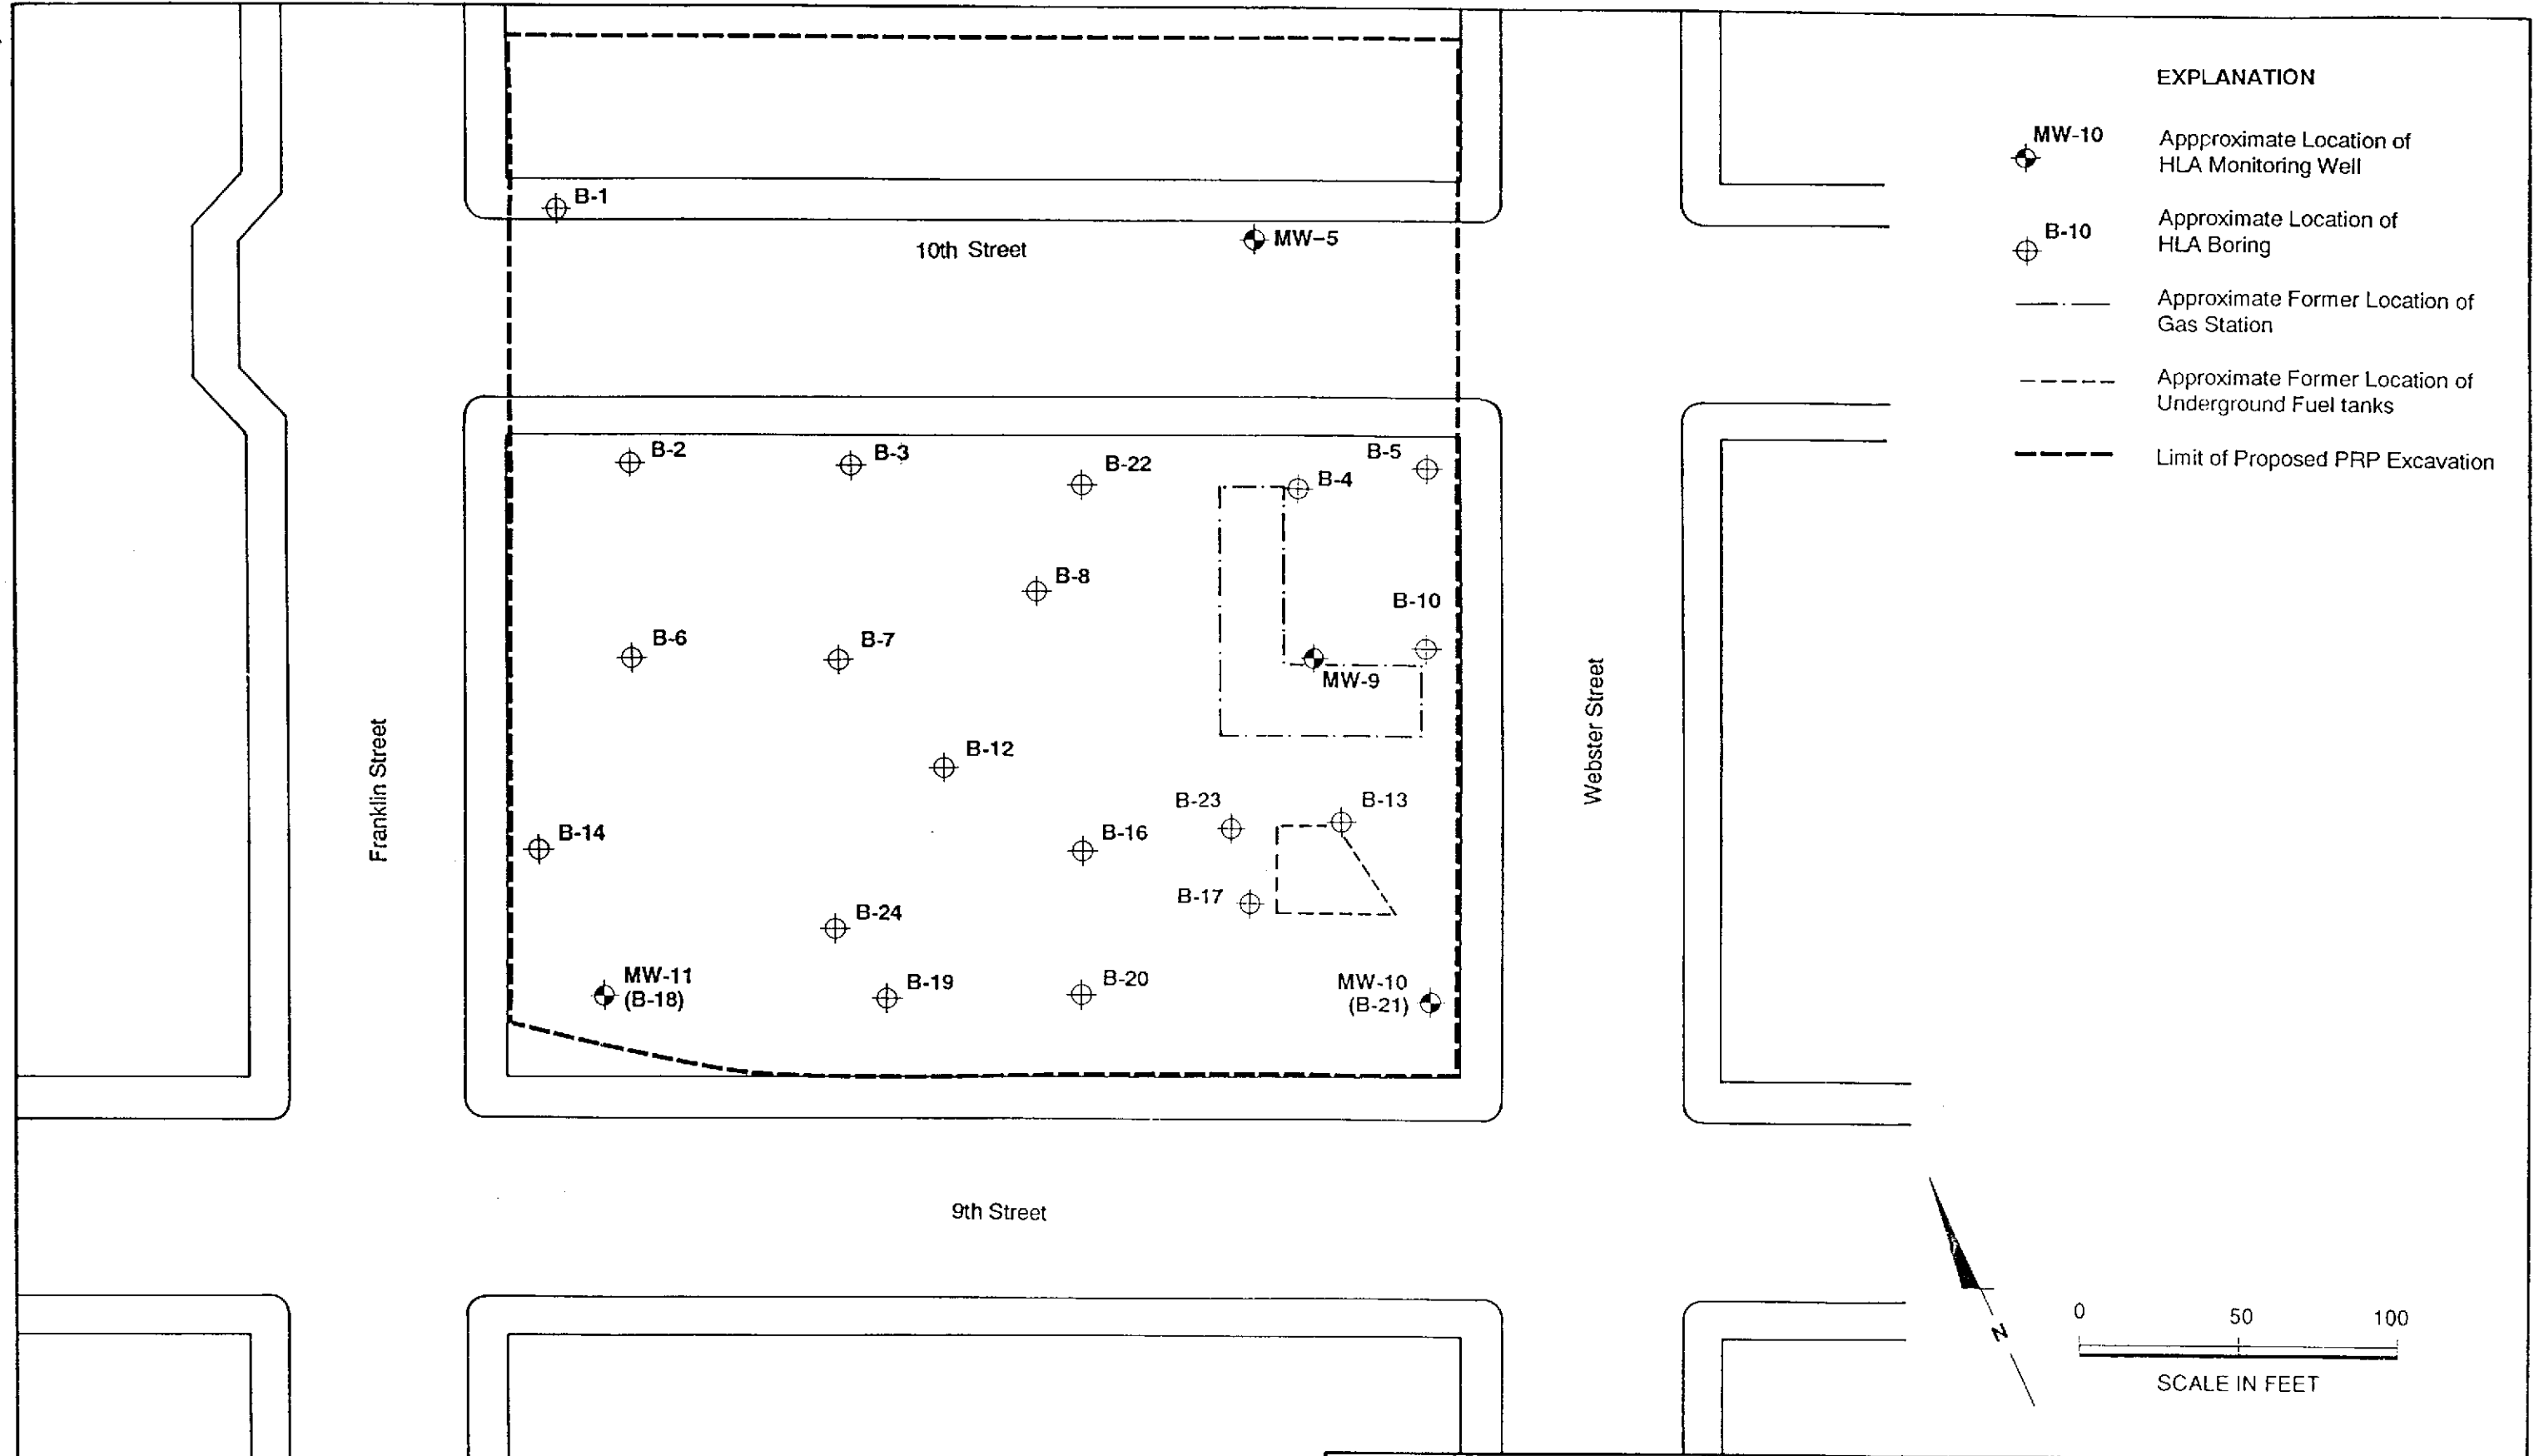 EXPLANATION
MW-10
Appproximate Location of
HLA Monitoring Well
B-10
Approximate Location of
HLA Boring
Approximate Former Location of
Gas Station
Approximate Former Location of
Underground Fuel tanks
Limit of Proposed PRP Excavation
B-1
10th Street
MW-5
B-2
B-3
B-22
B-4
B-5
B-8
B-10
B-6
B-7
MW-9
Franklin Street
Webster Street
B-12
B-23
B-13
B-14
B-16
B-17
B-24
MW-11
(B-18)
B-19
B-20
MW-10
(B-21)
9th Street
N
0 50 100
SCALE IN FEET